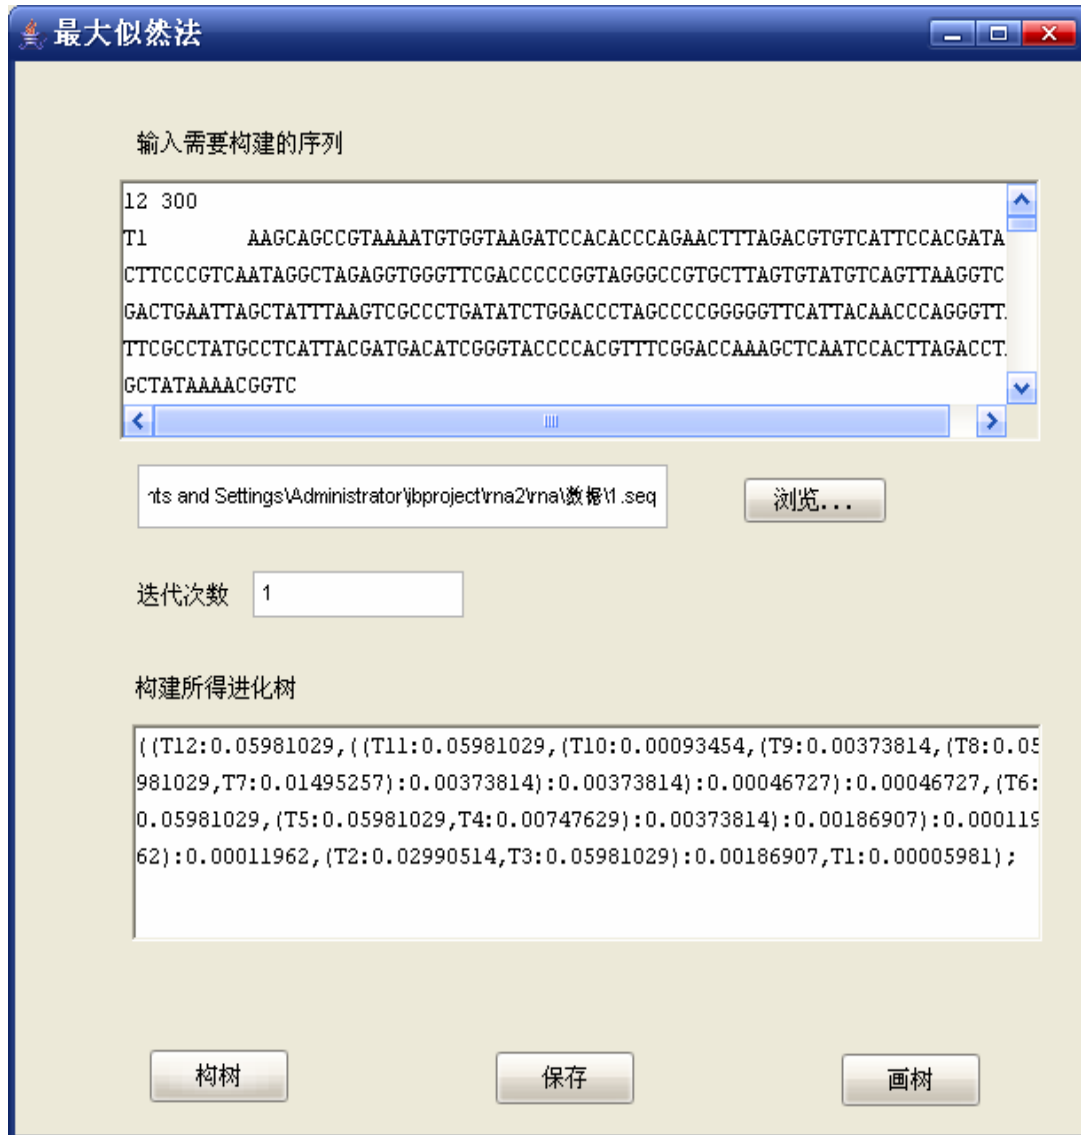 最大似然法
输入需要构建的序列
12 300
T1 AAGCAGCCGTAAAATGTGGTAAGATCCACACCCAGAACTTTAGACGTGTCATTCCACGATA
CTTCCCGTCAATAGGCTAGAGGTGGGTTCGACCCCCGGTAGGGCCGTGCTTAGTGTATGTCAGTTAAGGTC
GACTGAATTAGCTATTTAAGTCGCCCTGATATCTGGACCCTAGCCCCGGGGGTTCATTACAACCCAGGGTT
TTCGCCTATGCCTCATTACGATGACATCGGGTACCCCACGTTTCGGACCAAAGCTCAATCCACTTAGACCT
GCTATAAAACGGTC
nts and Settings\Administrator\jbproject\rna2\rna\数据\1.seq
浏览...
迭代次数 1
构建所得进化树
((T12:0.05981029,((T11:0.05981029,(T10:0.00093454,(T9:0.00373814,(T8:0.05
981029,T7:0.01495257):0.00373814):0.00373814):0.00046727):0.00046727,(T6:
0.05981029,(T5:0.05981029,T4:0.00747629):0.00373814):0.00186907):0.000119
62):0.00011962,(T2:0.02990514,T3:0.05981029):0.00186907,T1:0.00005981);
构树 保存 画树